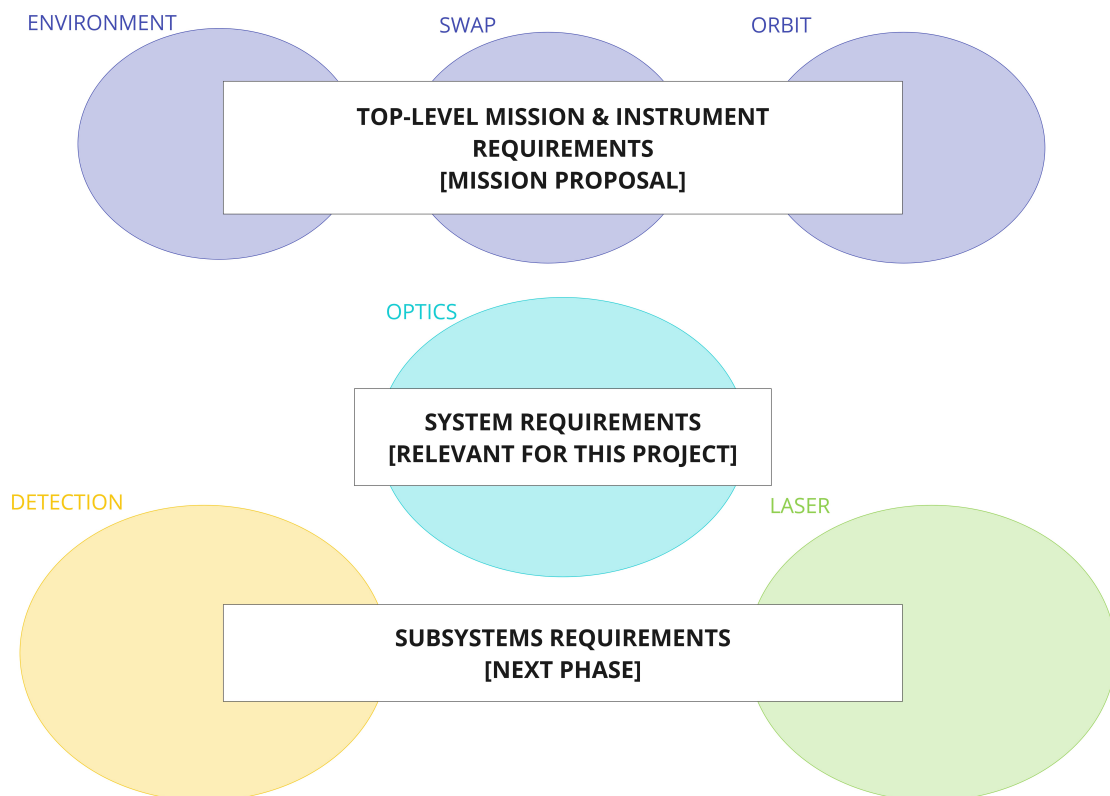 ENVIRONMENT
SWAP
ORBIT
TOP-LEVEL MISSION & INSTRUMENT
REQUIREMENTS
[MISSION PROPOSAL]
OPTICS
SYSTEM REQUIREMENTS
[RELEVANT FOR THIS PROJECT]
DETECTION
LASER
SUBSYSTEMS REQUIREMENTS
[NEXT PHASE]